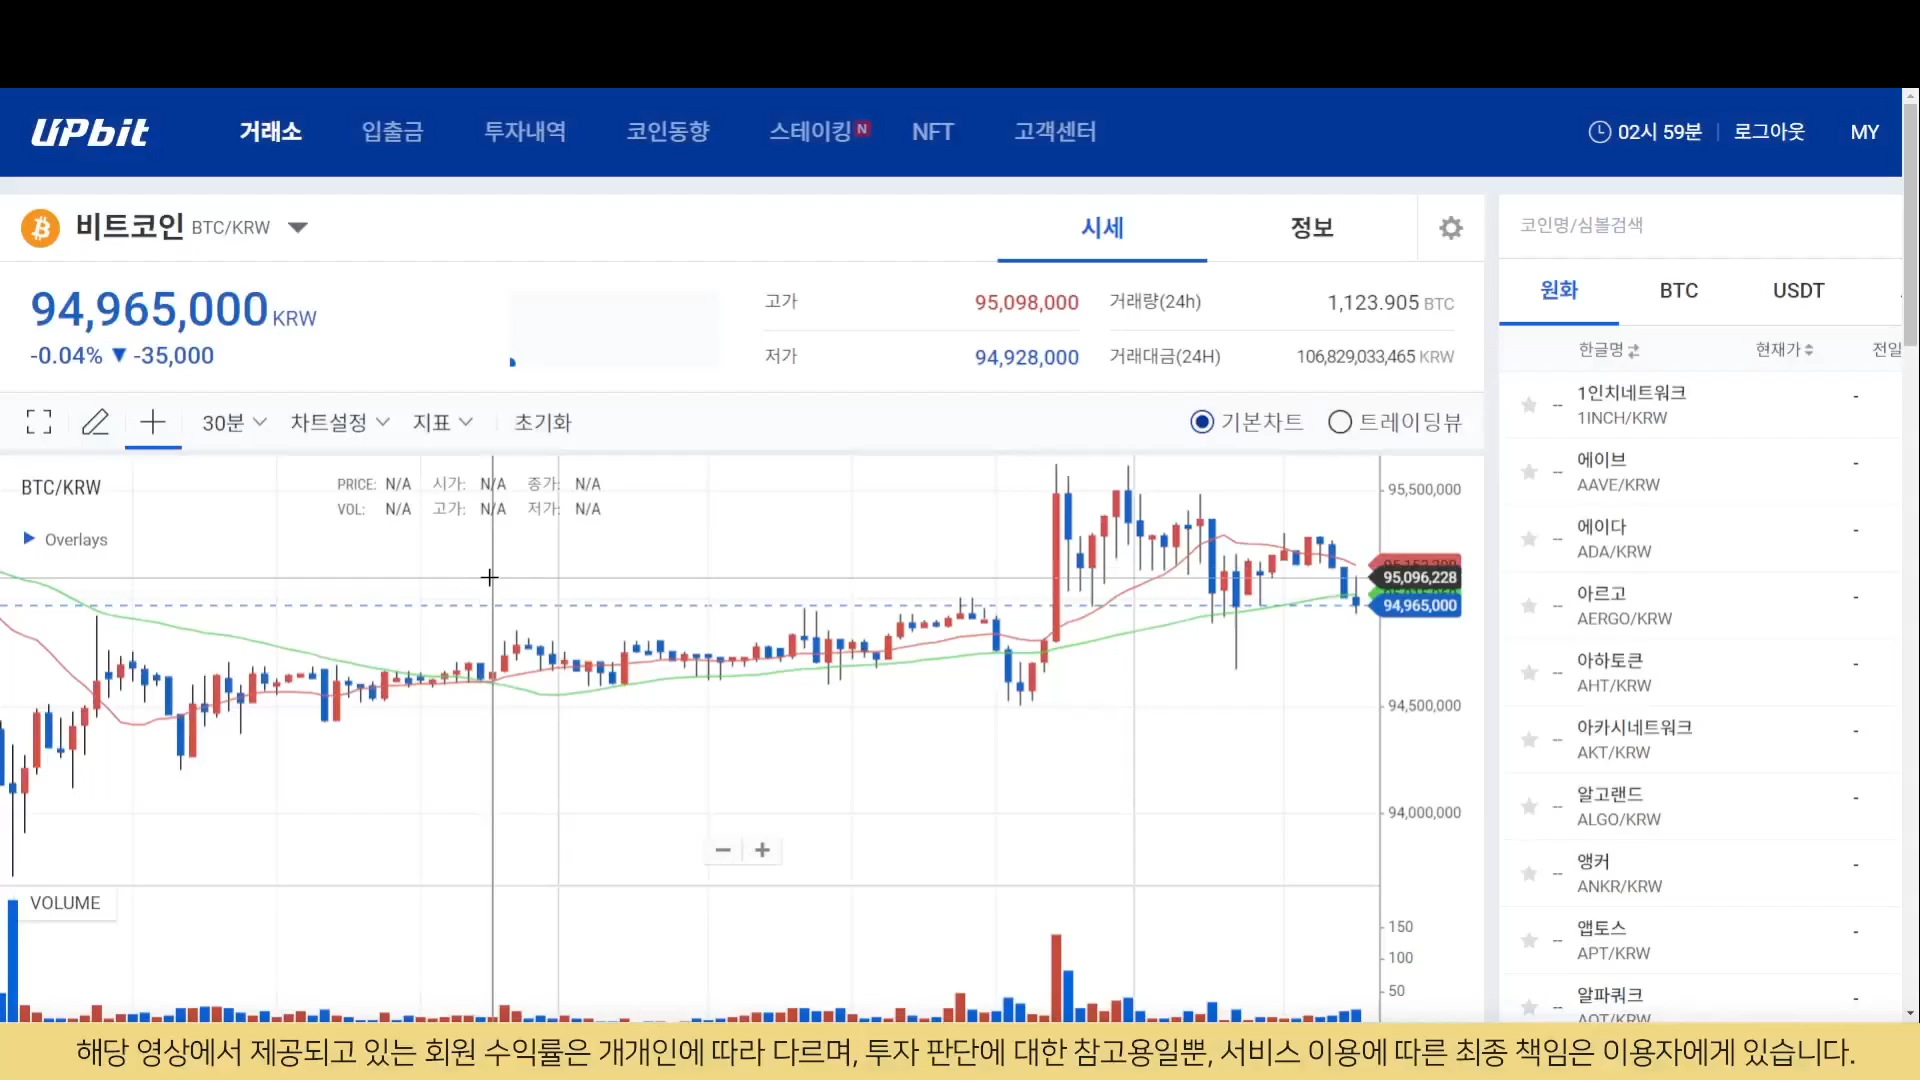 UPbit 거래소 입출금 투자내역 코인동향 스테이킹 N NFT 고객센터 02시 59분 로그아웃 MY
비트코인 BTC/KRW 시세 정보
94,965,000 KRW
-0.04% ▼ -35,000
고가 95,098,000 거래량(24h) 1,123.905 BTC
저가 94,928,000 거래대금(24H) 106,829,033,465 KRW
30분 차트설정 지표 초기화 기본차트 트레이딩뷰
BTC/KRW
PRICE: N/A 시가: N/A 종가: N/A
VOL: N/A 고가: N/A 저가: N/A
Overlays
95,500,000
95,096,228
94,965,000
94,500,000
94,000,000
VOLUME
150
100
50
코인명/심볼검색
원화 BTC USDT
한글명 현재가 전일
1인치네트워크 -
-- 1INCH/KRW
에이브 -
-- AAVE/KRW
에이다 -
-- ADA/KRW
아르고 -
-- AERGO/KRW
아하토큰 -
-- AHT/KRW
아카시네트워크 -
-- AKT/KRW
알고랜드 -
-- ALGO/KRW
앵커 -
-- ANKR/KRW
앱토스 -
-- APT/KRW
알파쿼크 -
해당 영상에서 제공되고 있는 회원 수익률은 개개인에 따라 다르며, 투자 판단에 대한 참고용일뿐, 서비스 이용에 따른 최종 책임은 이용자에게 있습니다.